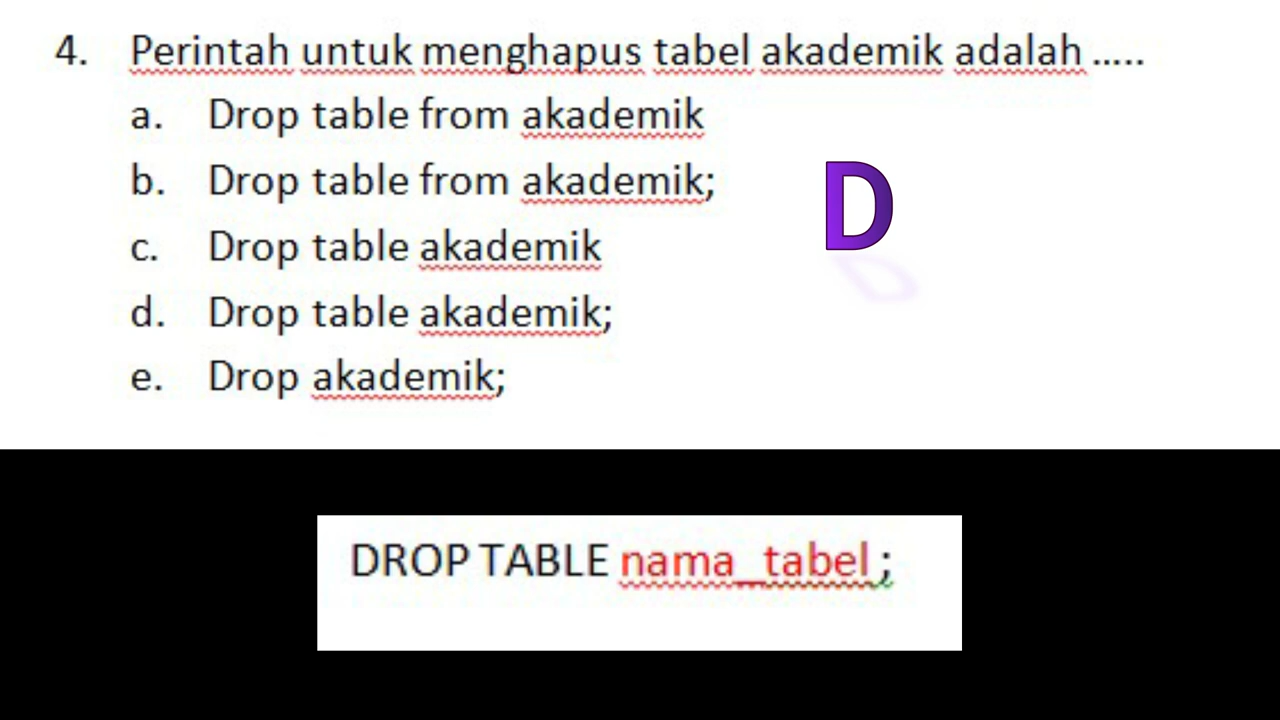 4. Perintah untuk menghapus tabel akademik adalah .....
a. Drop table from akademik
b. Drop table from akademik;
c. Drop table akademik
d. Drop table akademik;
e. Drop akademik;
D
DROP TABLE nama_tabel ;